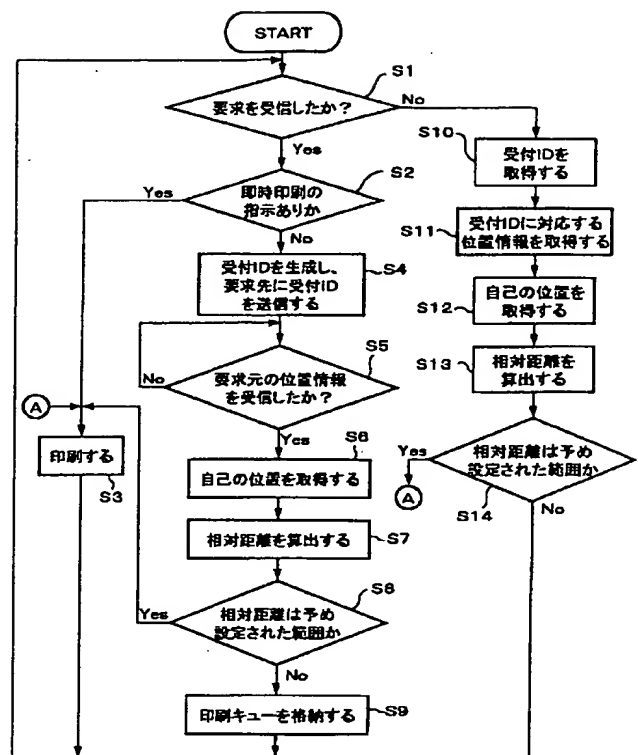 START
S1
要求を受信したか？
No
Yes
S10
受付IDを
取得する
S2
即時印刷の
指示ありか
Yes
No
S11
受付IDに対応する
位置情報を取得する
S4
受付IDを生成し、
要求先に受付ID
を送信する
S12
自己の位置を
取得する
S5
要求元の位置情報
を受信したか？
No
Yes
S13
相対距離を
算出する
A
印刷する
S3
S6
自己の位置を取得する
Yes
相対距離は予め
設定された範囲か
A
S14
No
相対距離を算出する
S7
S8
Yes
相対距離は予め
設定された範囲か
No
印刷キューを格納する
S9